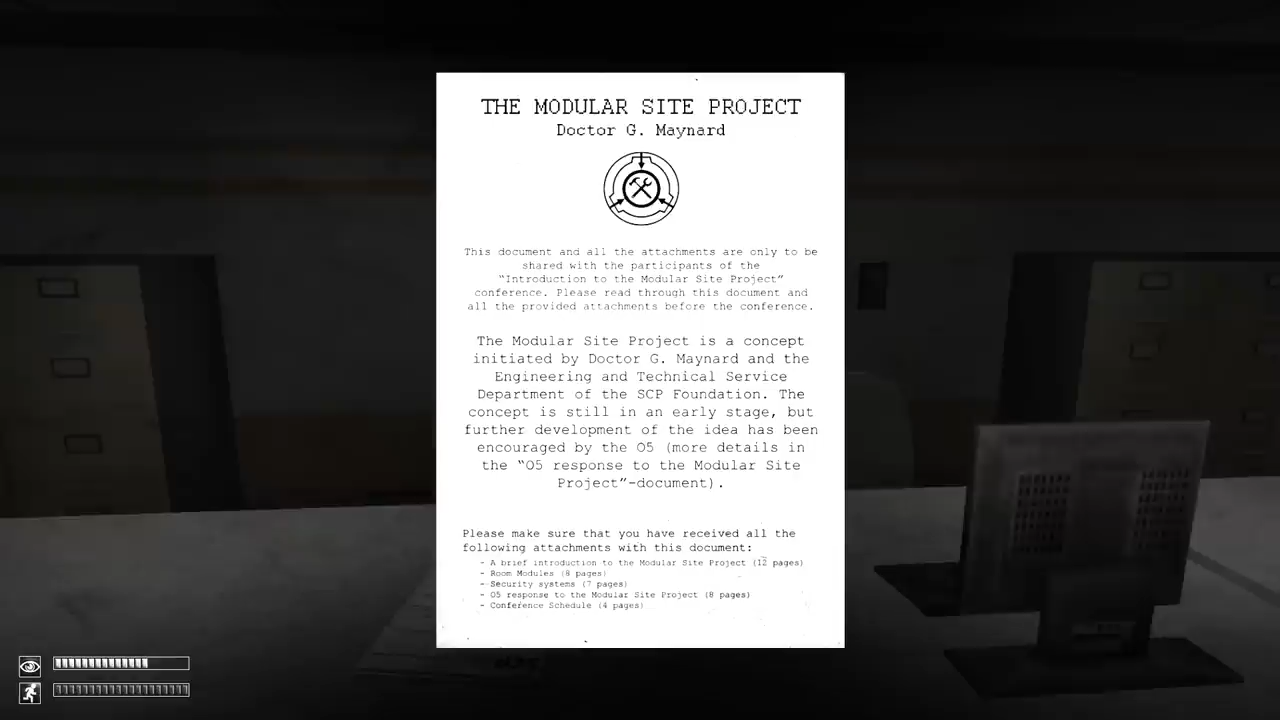 THE MODULAR SITE PROJECT
Doctor G. Maynard
This document and all the attachments are only to be
shared with the participants of the
“Introduction to the Modular Site Project”
conference. Please read through this document and
all the provided attachments before the conference.
The Modular Site Project is a concept
initiated by Doctor G. Maynard and the
Engineering and Technical Service
Department of the SCP Foundation. The
concept is still in an early stage, but
further development of the idea has been
encouraged by the O5 (more details in
the “O5 response to the Modular Site
Project”-document).
Please make sure that you have received all the
following attachments with this document:
- A brief introduction to the Modular Site Project (12 pages)
- Room Modules (8 pages)
- Security systems (7 pages)
- O5 response to the Modular Site Project (8 pages)
- Conference Schedule (4 pages)